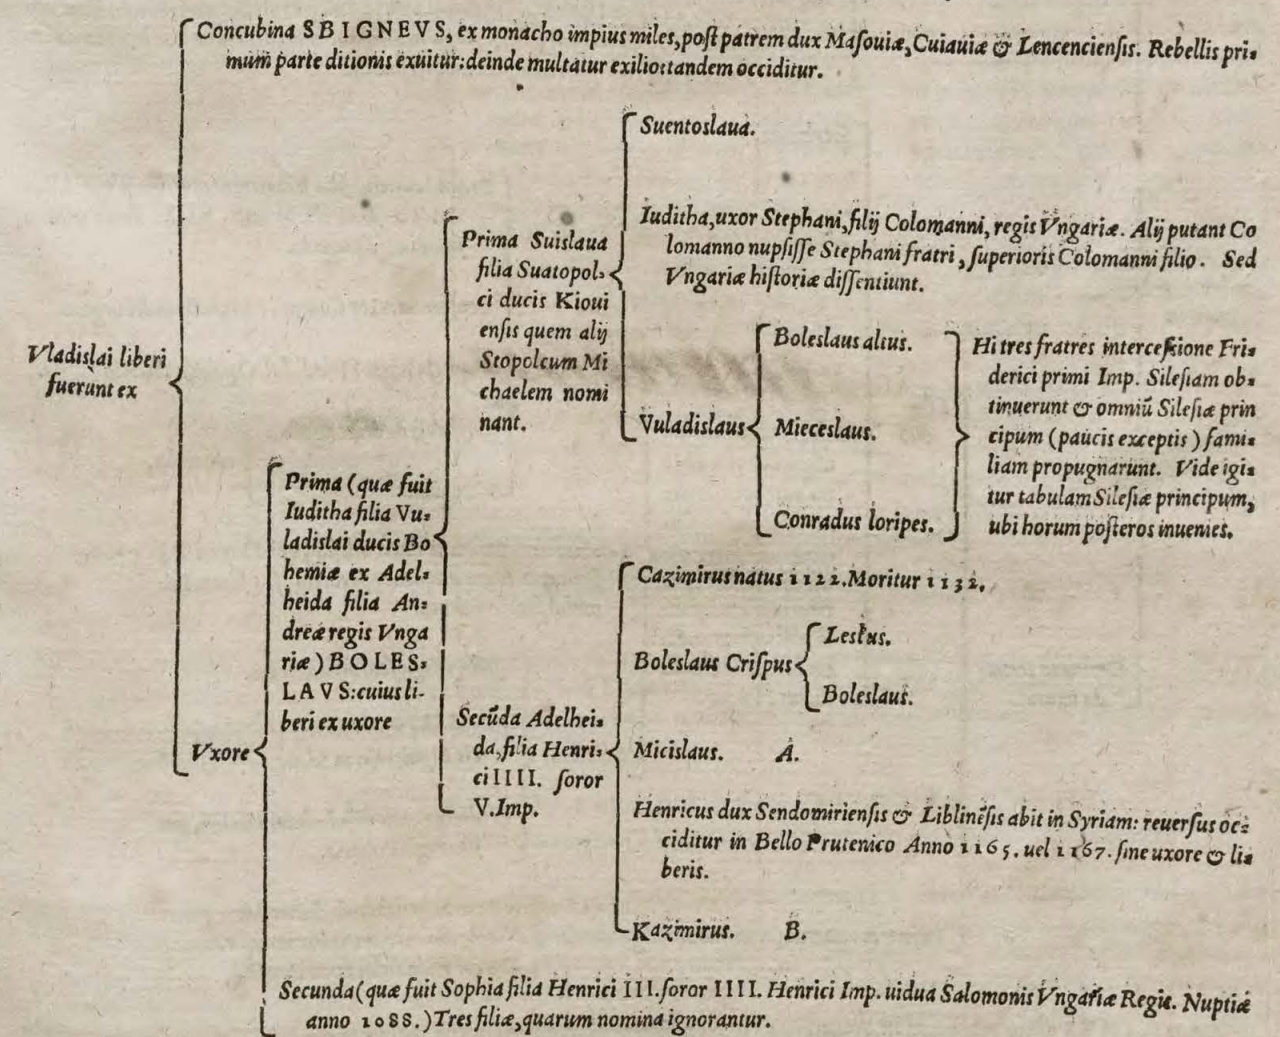 Concubina SBIGNEVS, ex monacho impius miles, post patrem dux Masouiæ, Cuiauiæ & Lencenciensis. Rebellis pri-
mum parte ditionis exuitur: deinde multatur exilio: tandem occiditur.
Vladislai liberi
fuerunt ex
Vxore
Prima (quæ fuit
Iuditha filia Vu-
ladislai ducis Bo
hemiæ ex Adel-
heida filia An-
dreæ regis Vnga
riæ) BOLES-
LAVS: cuius li-
beri ex uxore
Prima Suislaua
filia Suatopol-
ci ducis Kioui
ensis quem alij
Stopolcum Mi
chaelem nomi
nant.
Suentoslaua.
Iuditha, uxor Stephani, filij Colomanni, regis Vngariæ. Alij putant Co
lomanno nupsisse Stephani fratri, superioris Colomanni filio. Sed
Vngariæ historiæ dissentiunt.
Vuladislaus
Boleslaus altus.
Mieceslaus.
Conradus loripes.
Hi tres fratres intercessione Fri-
derici primi Imp. Silesiam ob-
tinuerunt & omniũ Silesiæ prin
cipum (paucis exceptis) fami-
liam propugnarunt. Vide igi-
tur tabulam Silesiæ principum,
ubi horum posteros inuenies.
Secũda Adelhei-
da, filia Henri-
ci IIII. soror
V. Imp.
Cazimirus natus 1122. Moritur 1132.
Boleslaus Crispus
Lestus.
Boleslaus.
Micislaus. A.
Henricus dux Sendomiriensis & Liblinẽsis abit in Syriam: reuersus oc-
ciditur in Bello Prutenico Anno 1165. uel 1167. sine uxore & li-
beris.
Kazimirus. B.
Secunda (quæ fuit Sophia filia Henrici III. soror IIII. Henrici Imp. uidua Salomonis Vngariæ Regis. Nuptiæ
anno 1088.) Tres filiæ, quarum nomina ignorantur.